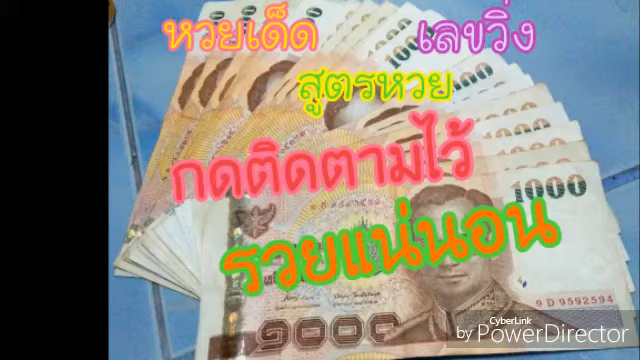 หวยเด็ด เลขวิ่ง
สูตรหวย
กดติดตามไว้
รวยแน่นอน
1000
9 D 9592594
๑๐๐๐
CyberLink
by PowerDirector